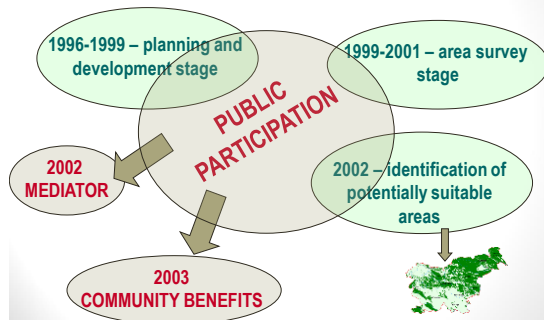 1996-1999 – planning and
development stage
1999-2001 – area survey
stage
PUBLIC
PARTICIPATION
2002
MEDIATOR
2002 – identification of
potentially suitable
areas
2003
COMMUNITY BENEFITS